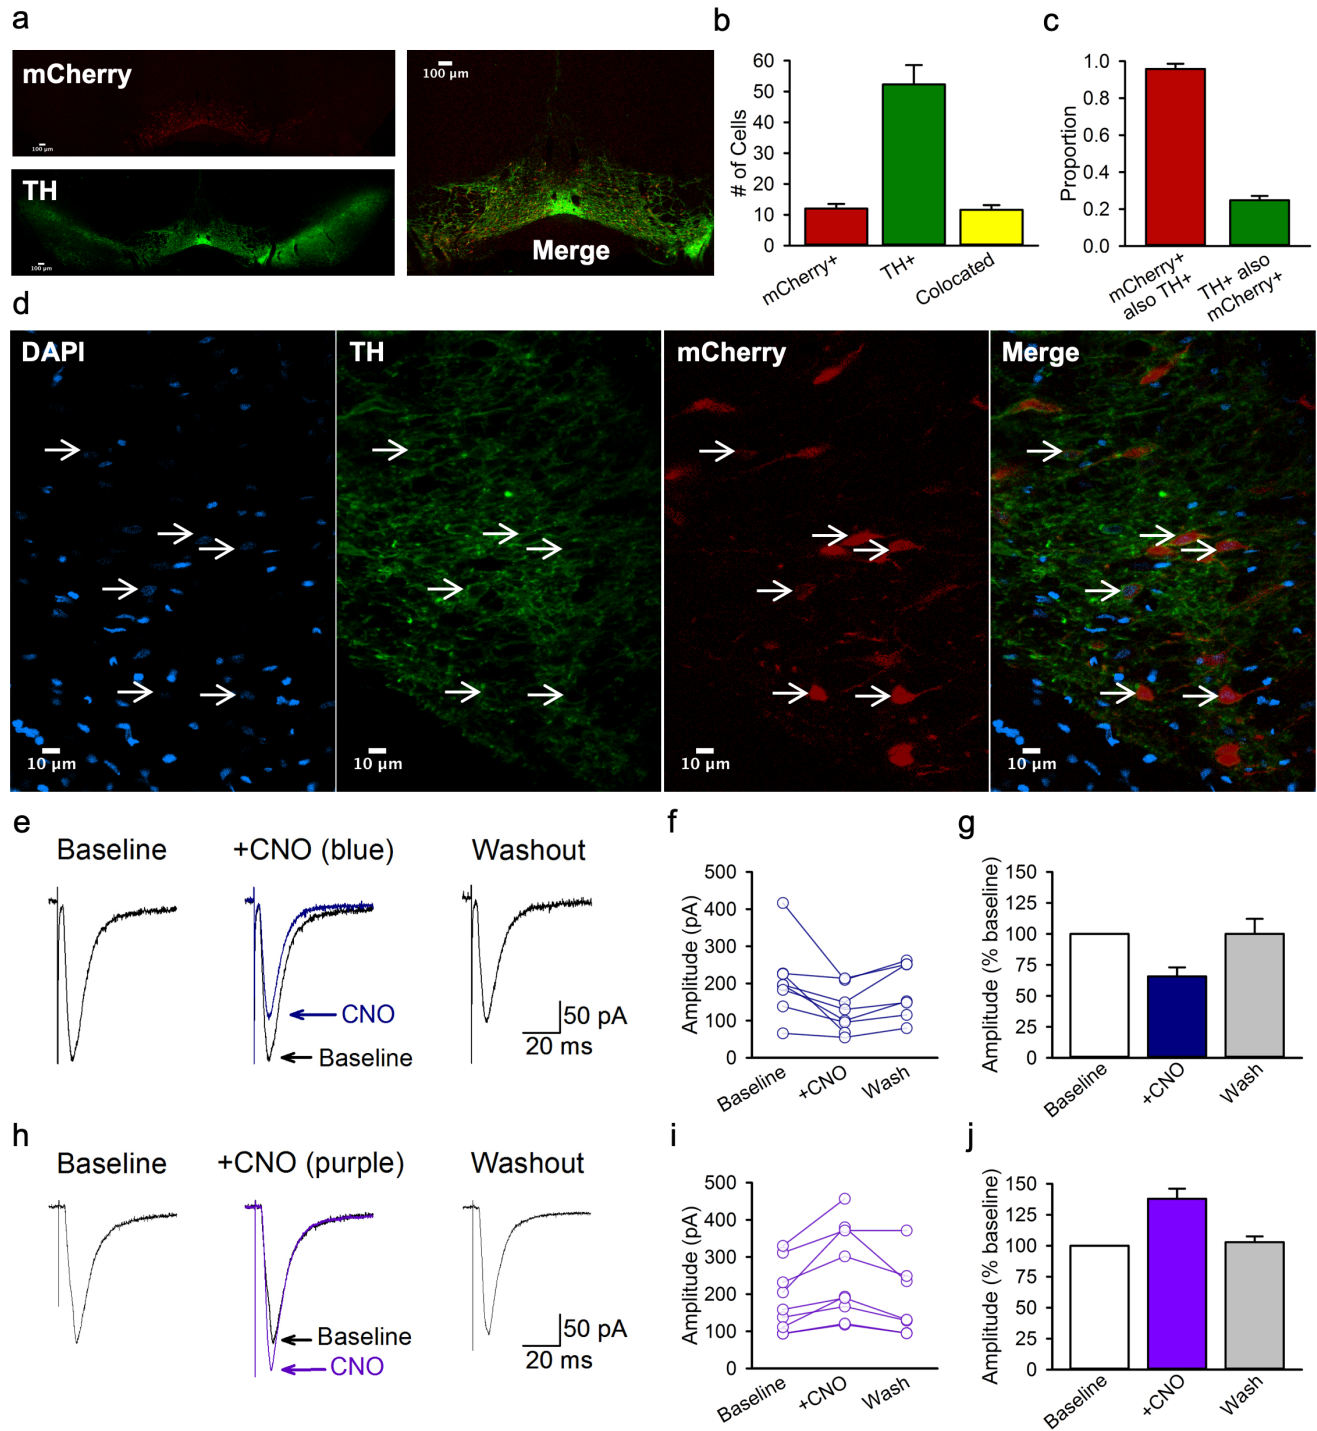 a
mCherry
100 µm
TH
100 µm
100 µm
Merge
b
# of Cells
60
50
40
30
20
10
0
mCherry+
TH+
Colocated
c
Proportion
1.0
0.8
0.6
0.4
0.2
0.0
mCherry+
also TH+
TH+ also
mCherry+
d
DAPI
TH
mCherry
Merge
10 µm
10 µm
10 µm
10 µm
e
Baseline
+CNO (blue)
Washout
CNO
Baseline
50 pA
20 ms
f
Amplitude (pA)
500
400
300
200
100
0
Baseline
+CNO
Wash
g
Amplitude (% baseline)
150
125
100
75
50
25
0
Baseline
+CNO
Wash
h
Baseline
+CNO (purple)
Washout
Baseline
CNO
50 pA
20 ms
i
Amplitude (pA)
500
400
300
200
100
0
Baseline
+CNO
Wash
j
Amplitude (% baseline)
150
125
100
75
50
25
0
Baseline
+CNO
Wash